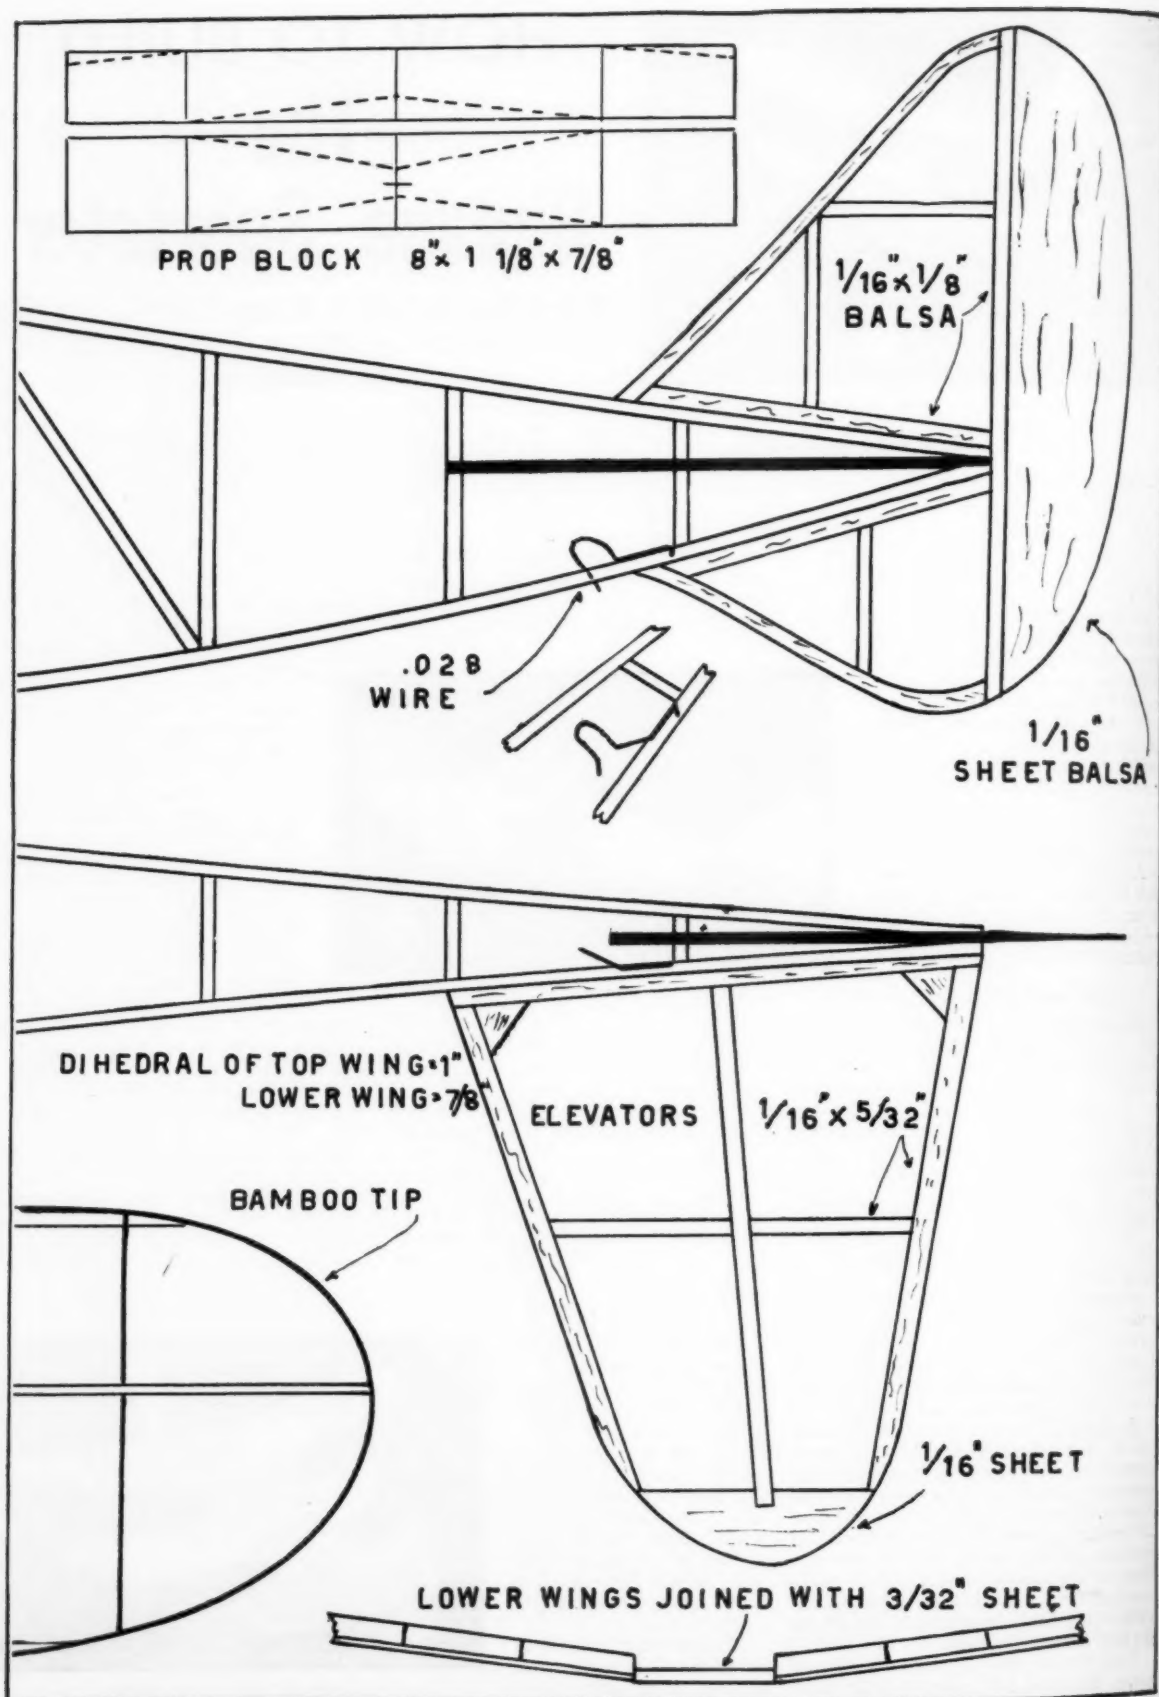 PROP BLOCK 8" x 1 1/8" x 7/8"
1/16" x 1/8"
BALSA
.028
WIRE
1/16"
SHEET BALSA
DIHEDRAL OF TOP WING=1"
LOWER WING=7/8"
ELEVATORS
1/16" x 5/32"
BAMBOO TIP
1/16" SHEET
LOWER WINGS JOINED WITH 3/32" SHEET